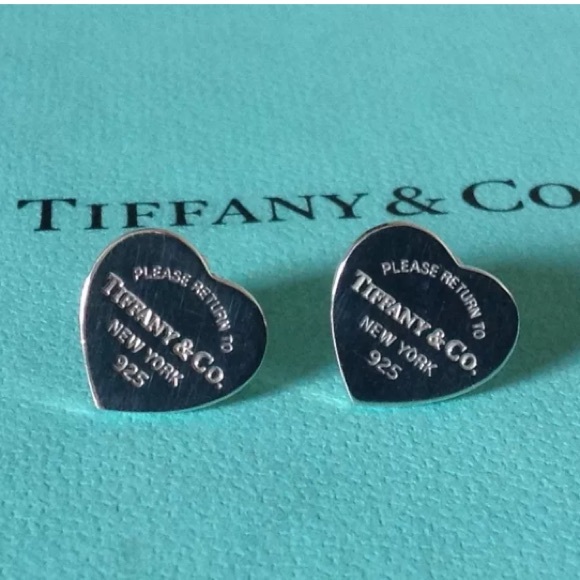 TIFFANY & CO
PLEASE RETURN TO
TIFFANY & CO.
NEW YORK
925
PLEASE RETURN TO
TIFFANY & CO.
NEW YORK
925